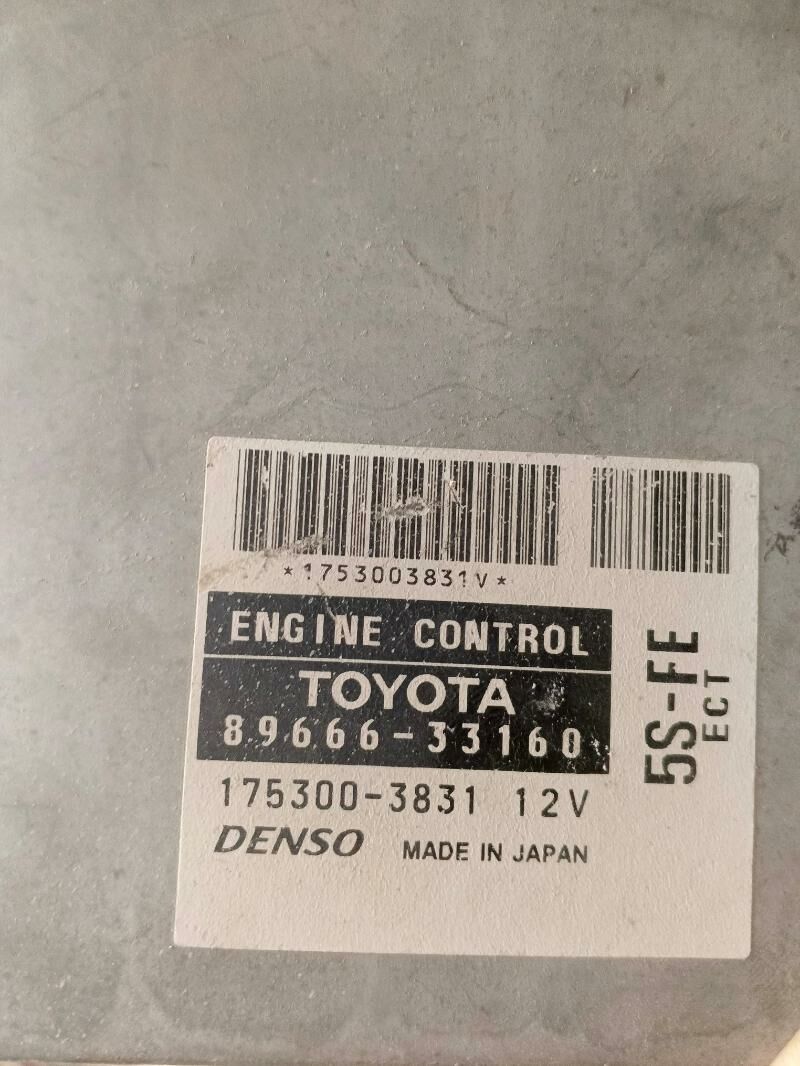 *1753003831V*
ENGINE CONTROL
TOYOTA
89666-33160
175300-3831 12V
DENSO MADE IN JAPAN
5S-FE
ECT